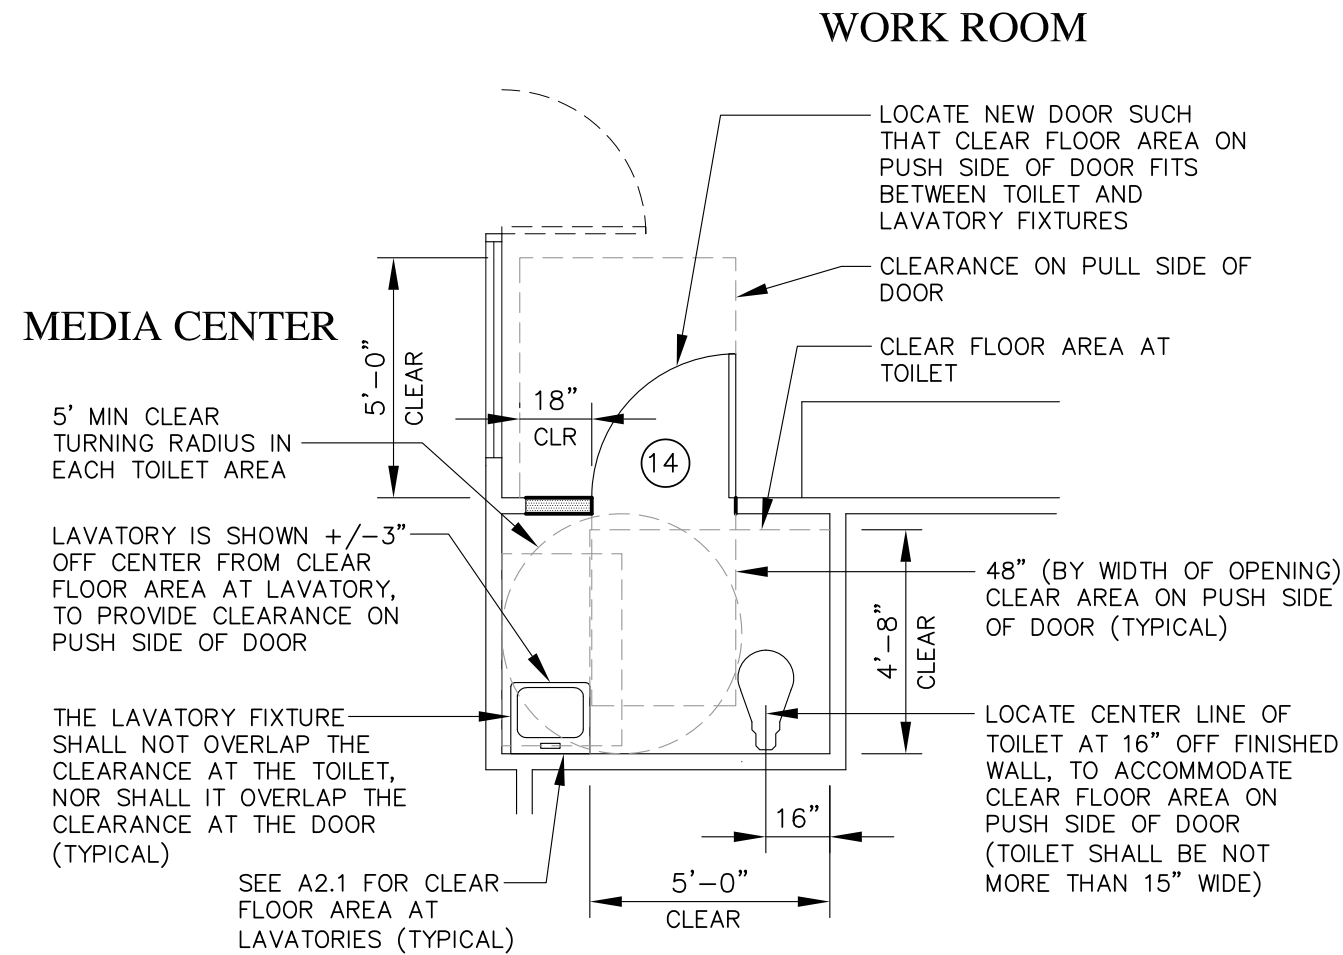 WORK ROOM
LOCATE NEW DOOR SUCH
THAT CLEAR FLOOR AREA ON
PUSH SIDE OF DOOR FITS
BETWEEN TOILET AND
LAVATORY FIXTURES
CLEARANCE ON PULL SIDE OF
DOOR
MEDIA CENTER
CLEAR FLOOR AREA AT
TOILET
5'-0"
CLEAR
18"
CLR
14
5' MIN CLEAR
TURNING RADIUS IN
EACH TOILET AREA
LAVATORY IS SHOWN +/-3"
OFF CENTER FROM CLEAR
FLOOR AREA AT LAVATORY,
TO PROVIDE CLEARANCE ON
PUSH SIDE OF DOOR
48" (BY WIDTH OF OPENING)
CLEAR AREA ON PUSH SIDE
OF DOOR (TYPICAL)
4'-8"
CLEAR
THE LAVATORY FIXTURE
SHALL NOT OVERLAP THE
CLEARANCE AT THE TOILET,
NOR SHALL IT OVERLAP THE
CLEARANCE AT THE DOOR
(TYPICAL)
LOCATE CENTER LINE OF
TOILET AT 16" OFF FINISHED
WALL, TO ACCOMMODATE
CLEAR FLOOR AREA ON
PUSH SIDE OF DOOR
(TOILET SHALL BE NOT
MORE THAN 15" WIDE)
16"
5'-0"
CLEAR
SEE A2.1 FOR CLEAR
FLOOR AREA AT
LAVATORIES (TYPICAL)